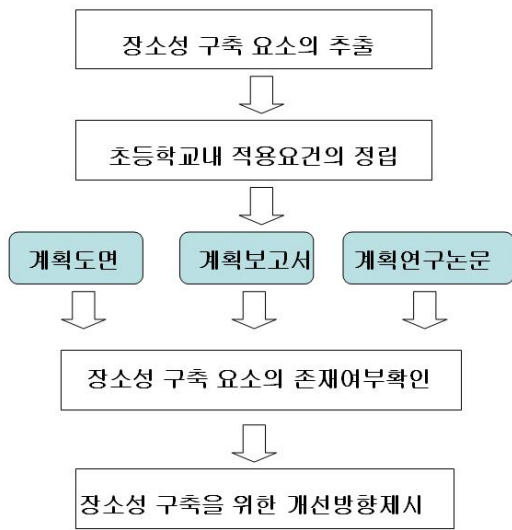 장소성 구축 요소의 추출
초등학교내 적용요건의 정립
계획도면 계획보고서 계획연구논문
장소성 구축 요소의 존재여부확인
장소성 구축을 위한 개선방향제시